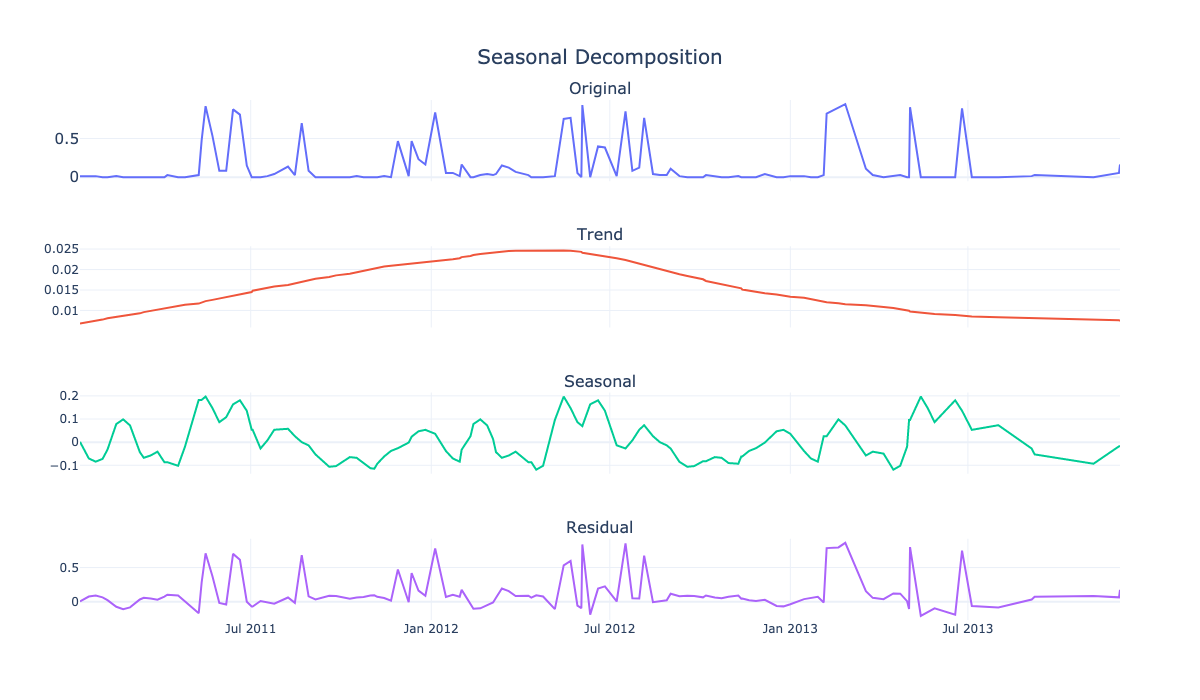 Seasonal Decomposition
Original
0.5
0
Trend
0.025
0.02
0.015
0.01
Seasonal
0.2
0.1
0
−0.1
Residual
0.5
0
Jul 2011 Jan 2012 Jul 2012 Jan 2013 Jul 2013